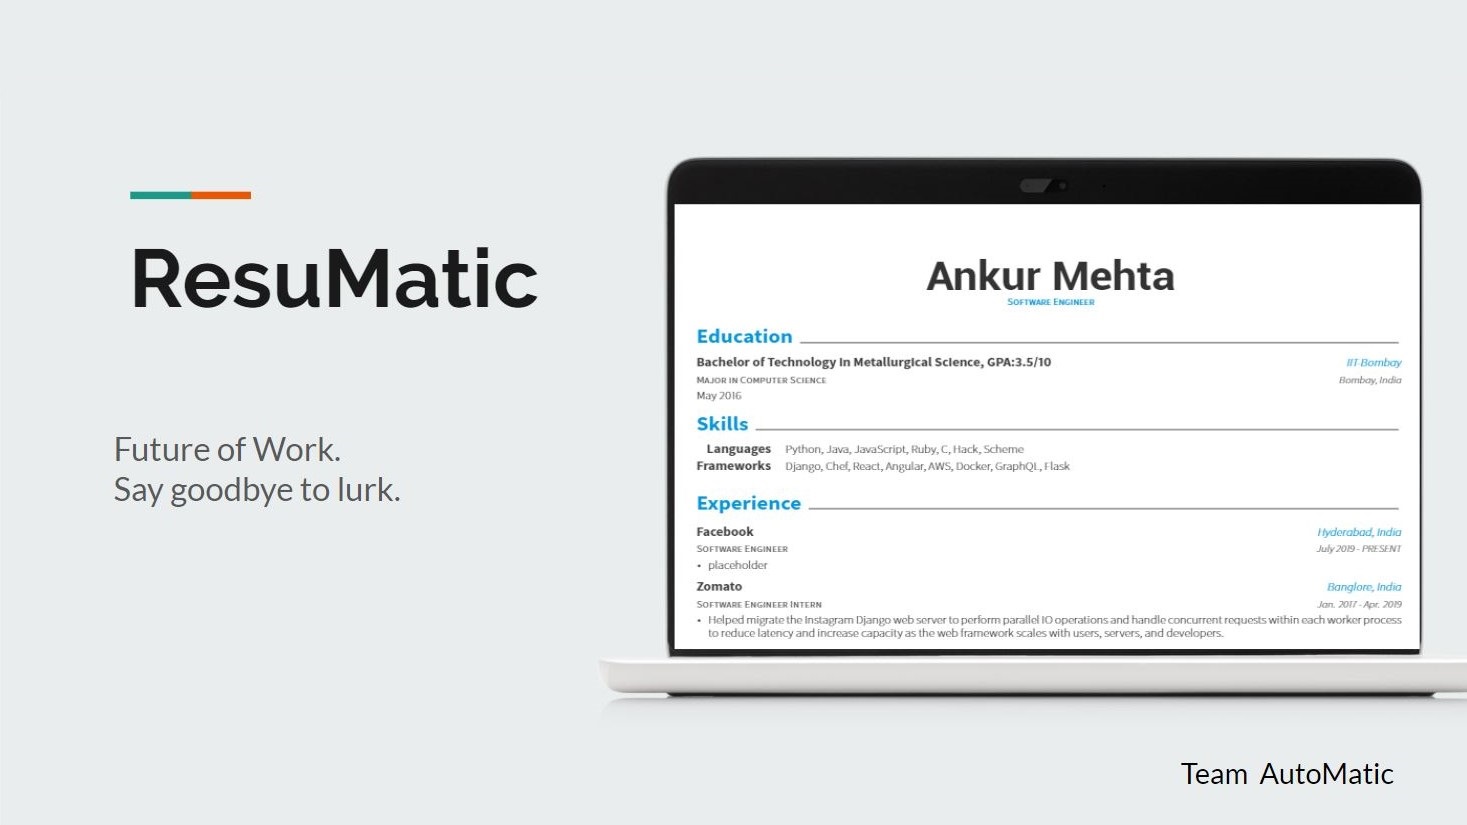 ResuMatic
Future of Work.
Say goodbye to lurk.
Ankur Mehta
SOFTWARE ENGINEER
Education
Bachelor of Technology in Metallurgical Science, GPA:3.5/10
IIT-Bombay
MAJOR IN COMPUTER SCIENCE
Bombay, India
May 2016
Skills
Languages Python, Java, JavaScript, Ruby, C, Hack, Scheme
Frameworks Django, Chef, React, Angular, AWS, Docker, GraphQL, Flask
Experience
Facebook
Hyderabad, India
SOFTWARE ENGINEER
July 2019 - PRESENT
• placeholder
Zomato
Banglore, India
SOFTWARE ENGINEER INTERN
Jan. 2017 - Apr. 2019
• Helped migrate the Instagram Django web server to perform parallel IO operations and handle concurrent requests within each worker process
to reduce latency and increase capacity as the web framework scales with users, servers, and developers.
Team AutoMatic